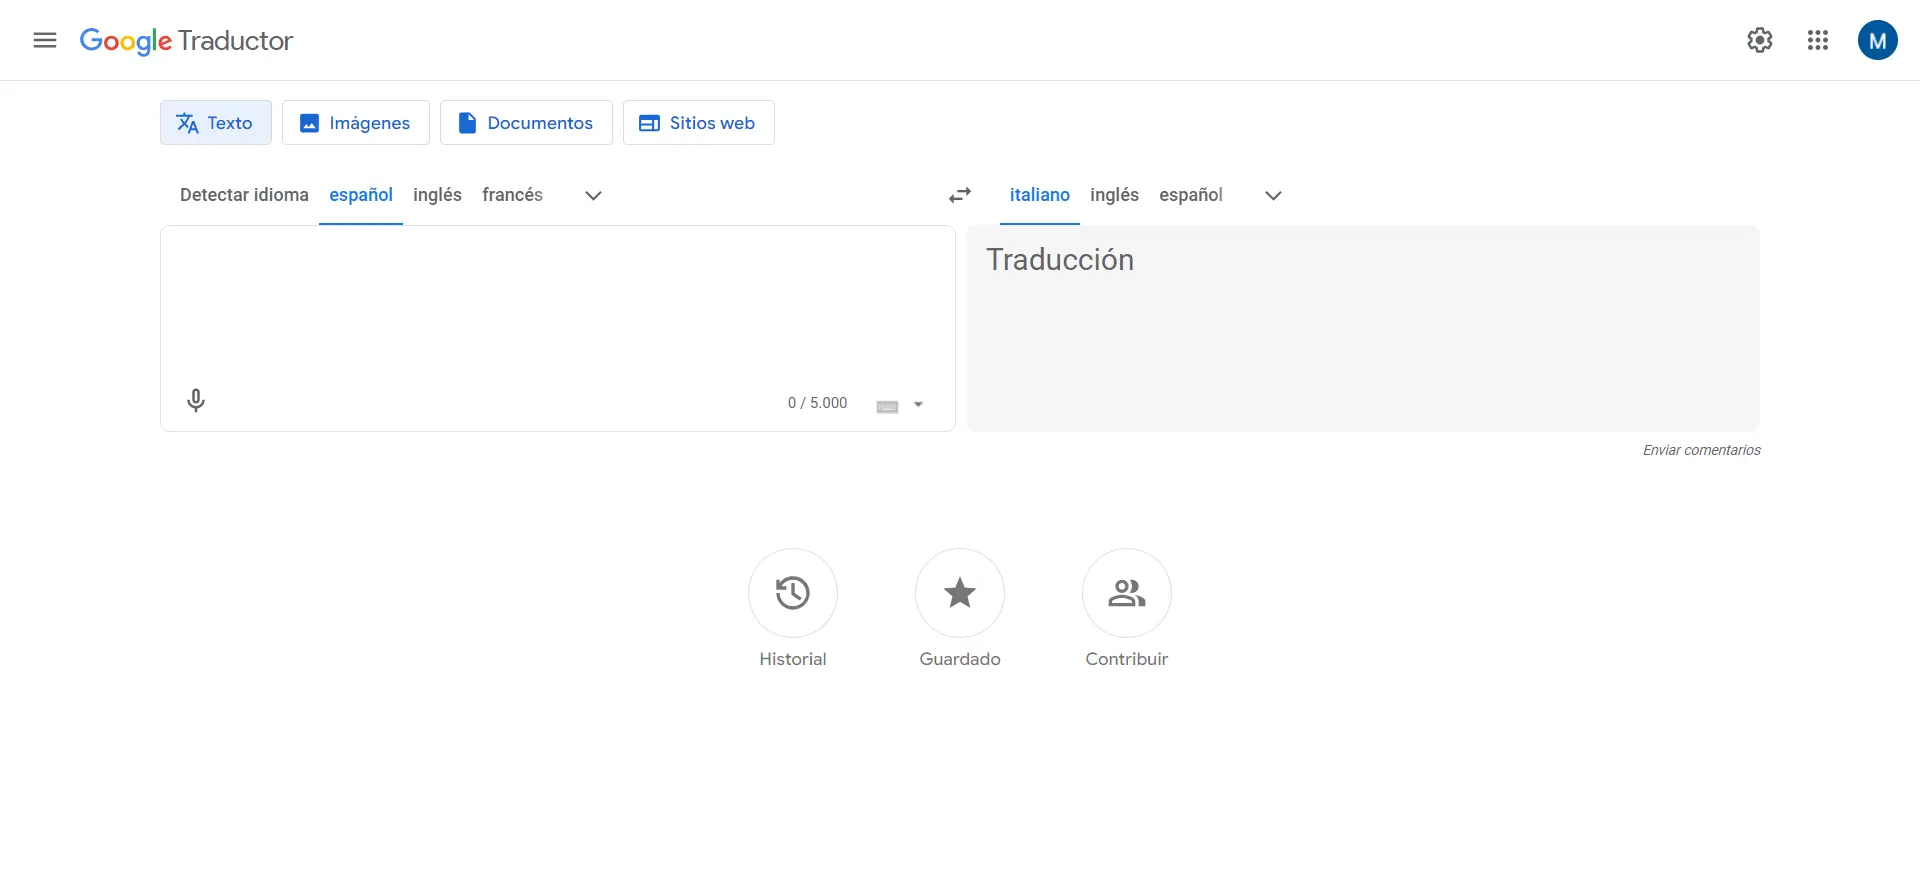 Google Traductor
M
Texto Imágenes Documentos Sitios web
Detectar idioma español inglés francés italiano inglés español
Traducción
0 / 5.000
Enviar comentarios
Historial Guardado Contribuir